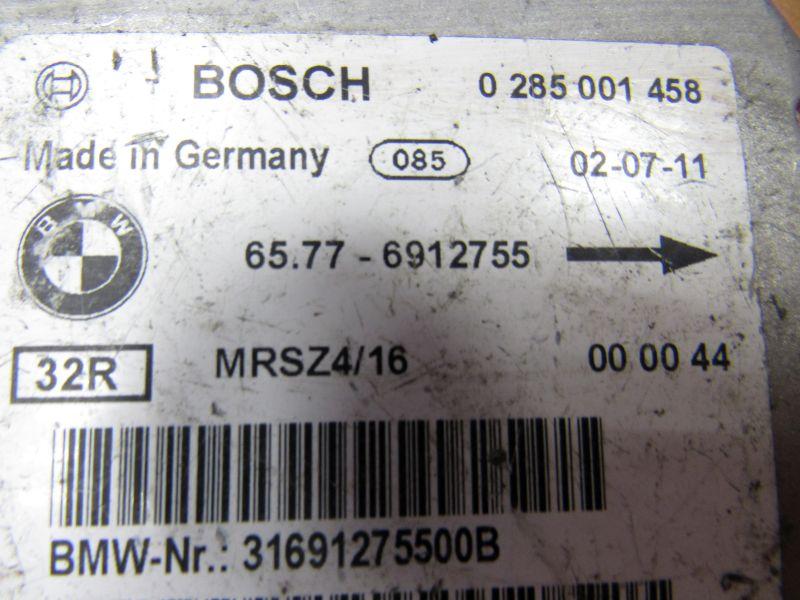 BOSCH 0 285 001 458
Made in Germany 085 02-07-11
BMW 65.77 - 6912755
32R MRSZ4/16 00 00 44
BMW-Nr.: 31691275500B